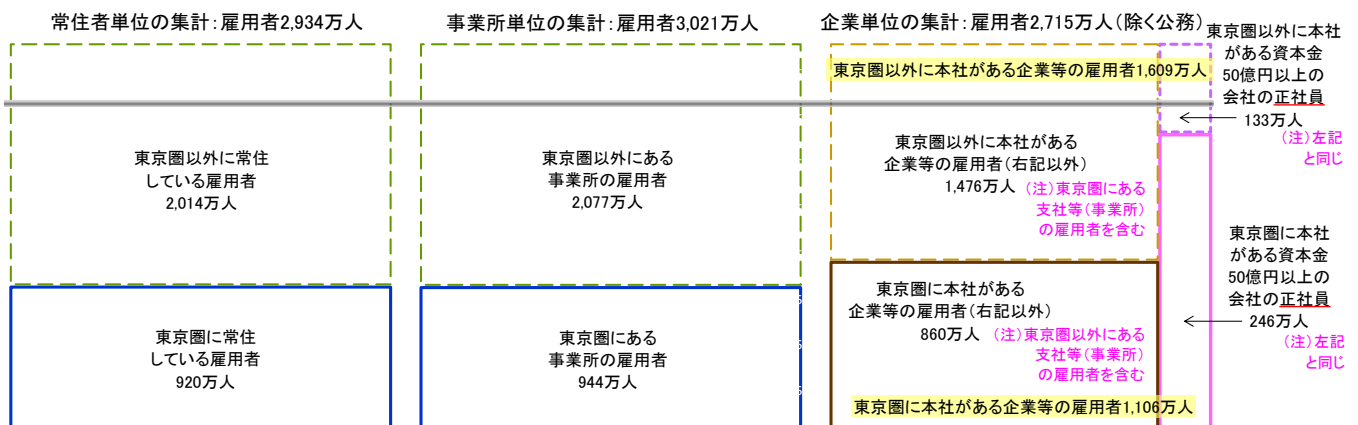 常住者単位の集計：雇用者2,934万人
東京圏以外に常住
している雇用者
2,014万人
東京圏に常住
している雇用者
920万人
事業所単位の集計：雇用者3,021万人
東京圏以外にある
事業所の雇用者
2,077万人
東京圏にある
事業所の雇用者
944万人
企業単位の集計：雇用者2,715万人（除く公務）
東京圏以外に本社がある企業等の雇用者1,609万人
東京圏以外に本社がある
企業等の雇用者（右記以外）
1,476万人 （注）東京圏にある
支社等（事業所）
の雇用者を含む
東京圏に本社がある
企業等の雇用者（右記以外）
860万人 （注）東京圏以外にある
支社等（事業所）
の雇用者を含む
東京圏に本社がある企業等の雇用者1,106万人
東京圏以外に本社
がある資本金
50億円以上の
会社の正社員
133万人
（注）左記
と同じ
東京圏に本社
がある資本金
50億円以上の
会社の正社員
246万人
（注）左記
と同じ